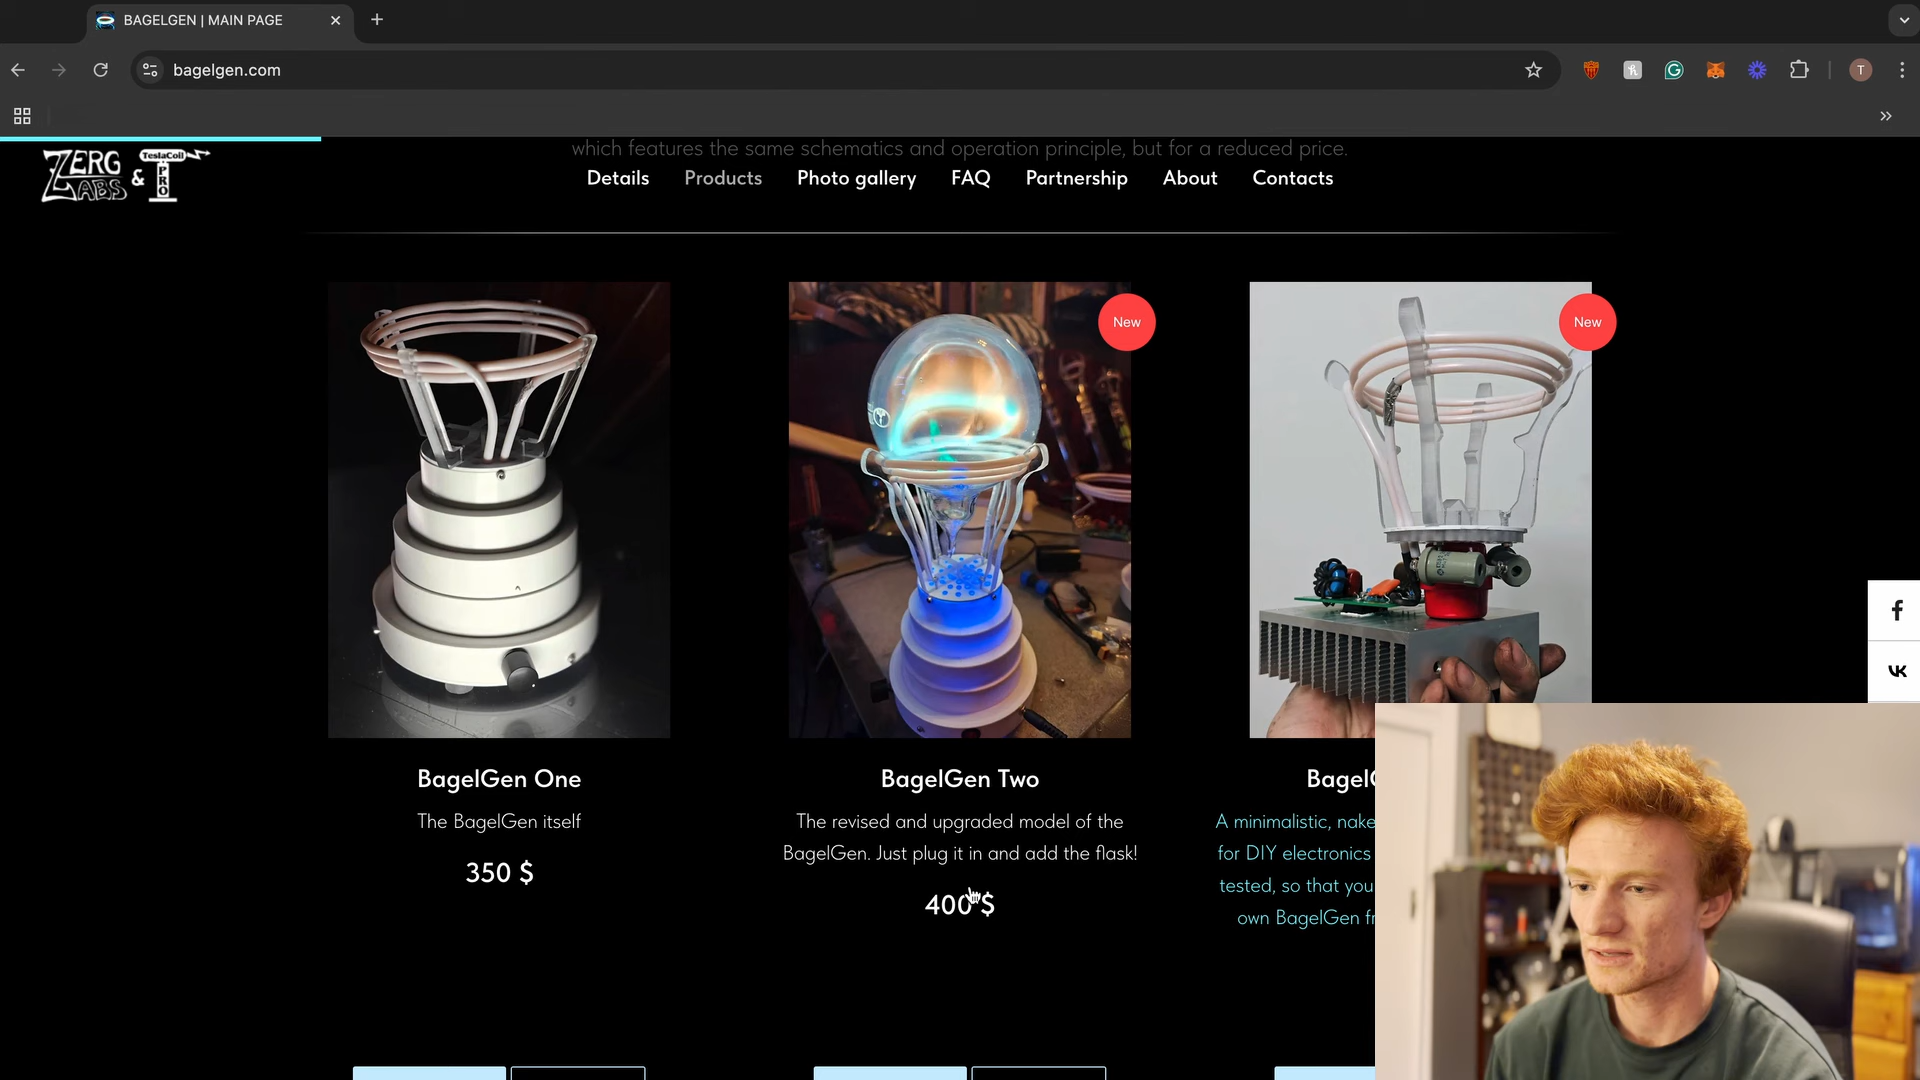 BAGELGEN | MAIN PAGE
bagelgen.com
T
which features the same schematics and operation principle, but for a reduced price.
ZERG LABS & TeslaCoil PRO
Details Products Photo gallery FAQ Partnership About Contacts
New
New
BagelGen One
The BagelGen itself
350 $
BagelGen Two
The revised and upgraded model of the
BagelGen. Just plug it in and add the flask!
400 $
A minimalistic,
for DIY electronics
tested, so that you
own BagelGen